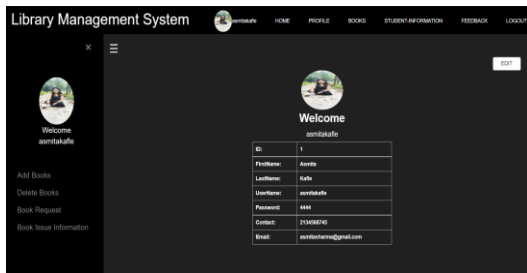 Library Management System
asmitakafle HOME PROFILE BOOKS STUDENT-INFORMATION FEEDBACK LOGOUT
× ☰
EDIT
Welcome
asmitakafle
Add Books
Delete Books
Book Request
Book Issue Information
Welcome
asmitakafle
ID: 1
FirstName: Asmita
LastName: Kafle
UserName: asmitakafle
Password: 4444
Contact: 2134568745
Email: asmitasharma@gmail.com